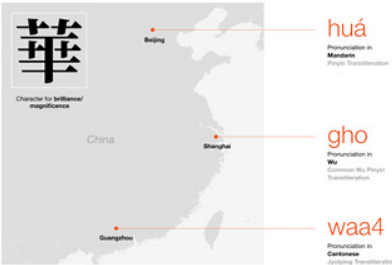 華
Character for brilliance/
magnificence
China
Beijing
Shanghai
Guangzhou
huá
Pronunciation in
Mandarin
Pinyin Transliteration
gho
Pronunciation in
Wu
Common Wu Pinyin
Transliteration
waa4
Pronunciation in
Cantonese
Jyutping Transliteration